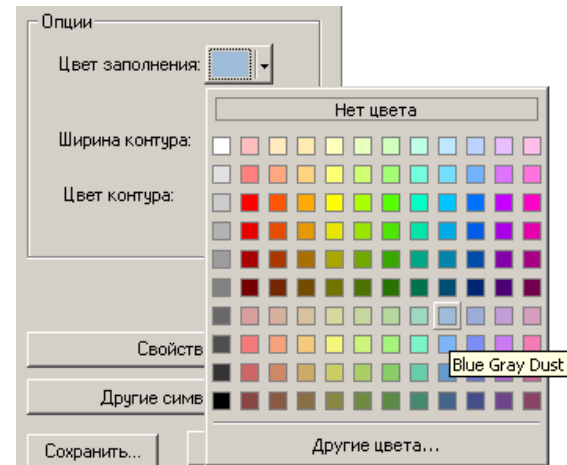 Опции
Цвет заполнения:
Нет цвета
Ширина контура:
Цвет контура:
Blue Gray Dust
Свойств
Другие симв
Другие цвета...
Сохранить...